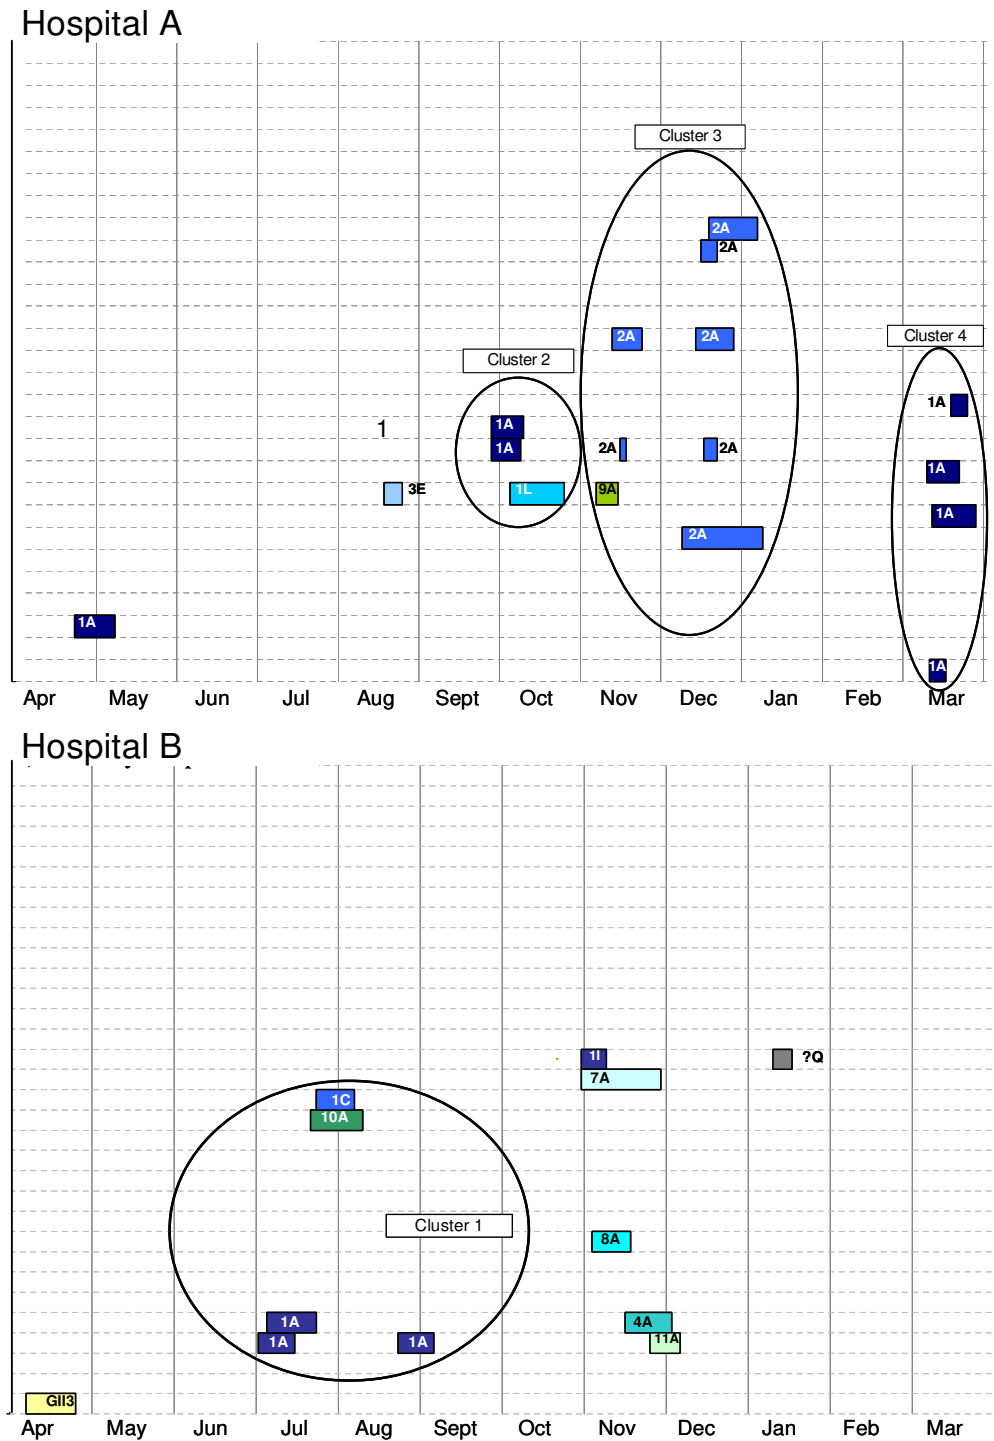 Hospital A
Cluster 3
2A
2A
2A 2A
Cluster 4
Cluster 2
1A
1 1A
1A 2A 2A
1A
3E 1L 9A
1A
2A
1A
1A
Apr May Jun Jul Aug Sept Oct Nov Dec Jan Feb Mar
Hospital B
1I ?Q
7A
1C
10A
Cluster 1
8A
1A 4A
1A 1A 11A
GII3
Apr May Jun Jul Aug Sept Oct Nov Dec Jan Feb Mar